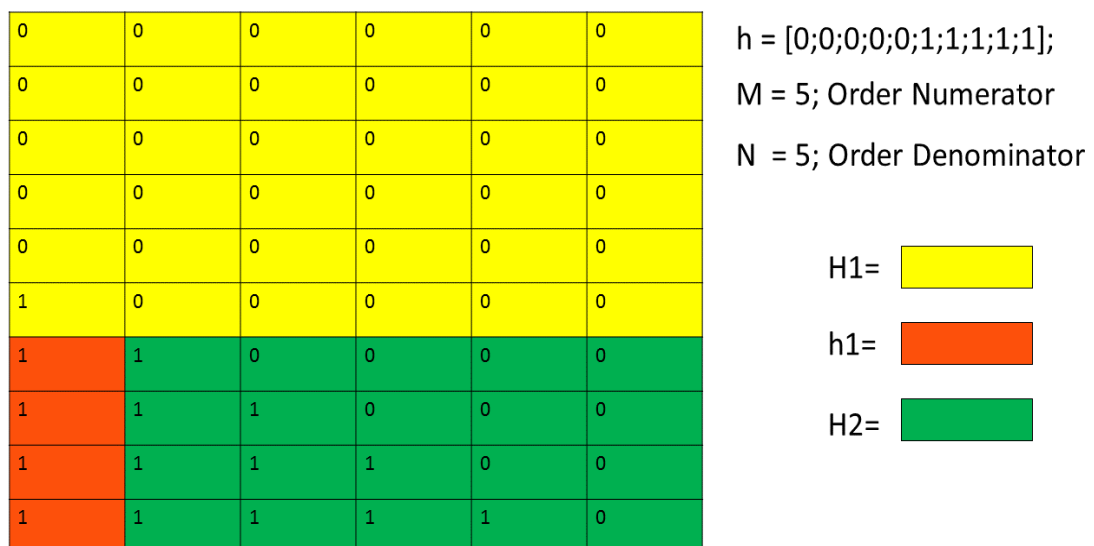 0 0 0 0 0 0
0 0 0 0 0 0
0 0 0 0 0 0
0 0 0 0 0 0
0 0 0 0 0 0
1 0 0 0 0 0
1 1 0 0 0 0
1 1 1 0 0 0
1 1 1 1 0 0
1 1 1 1 1 0
h = [0;0;0;0;0;1;1;1;1;1];
M = 5; Order Numerator
N = 5; Order Denominator
H1=
h1=
H2=